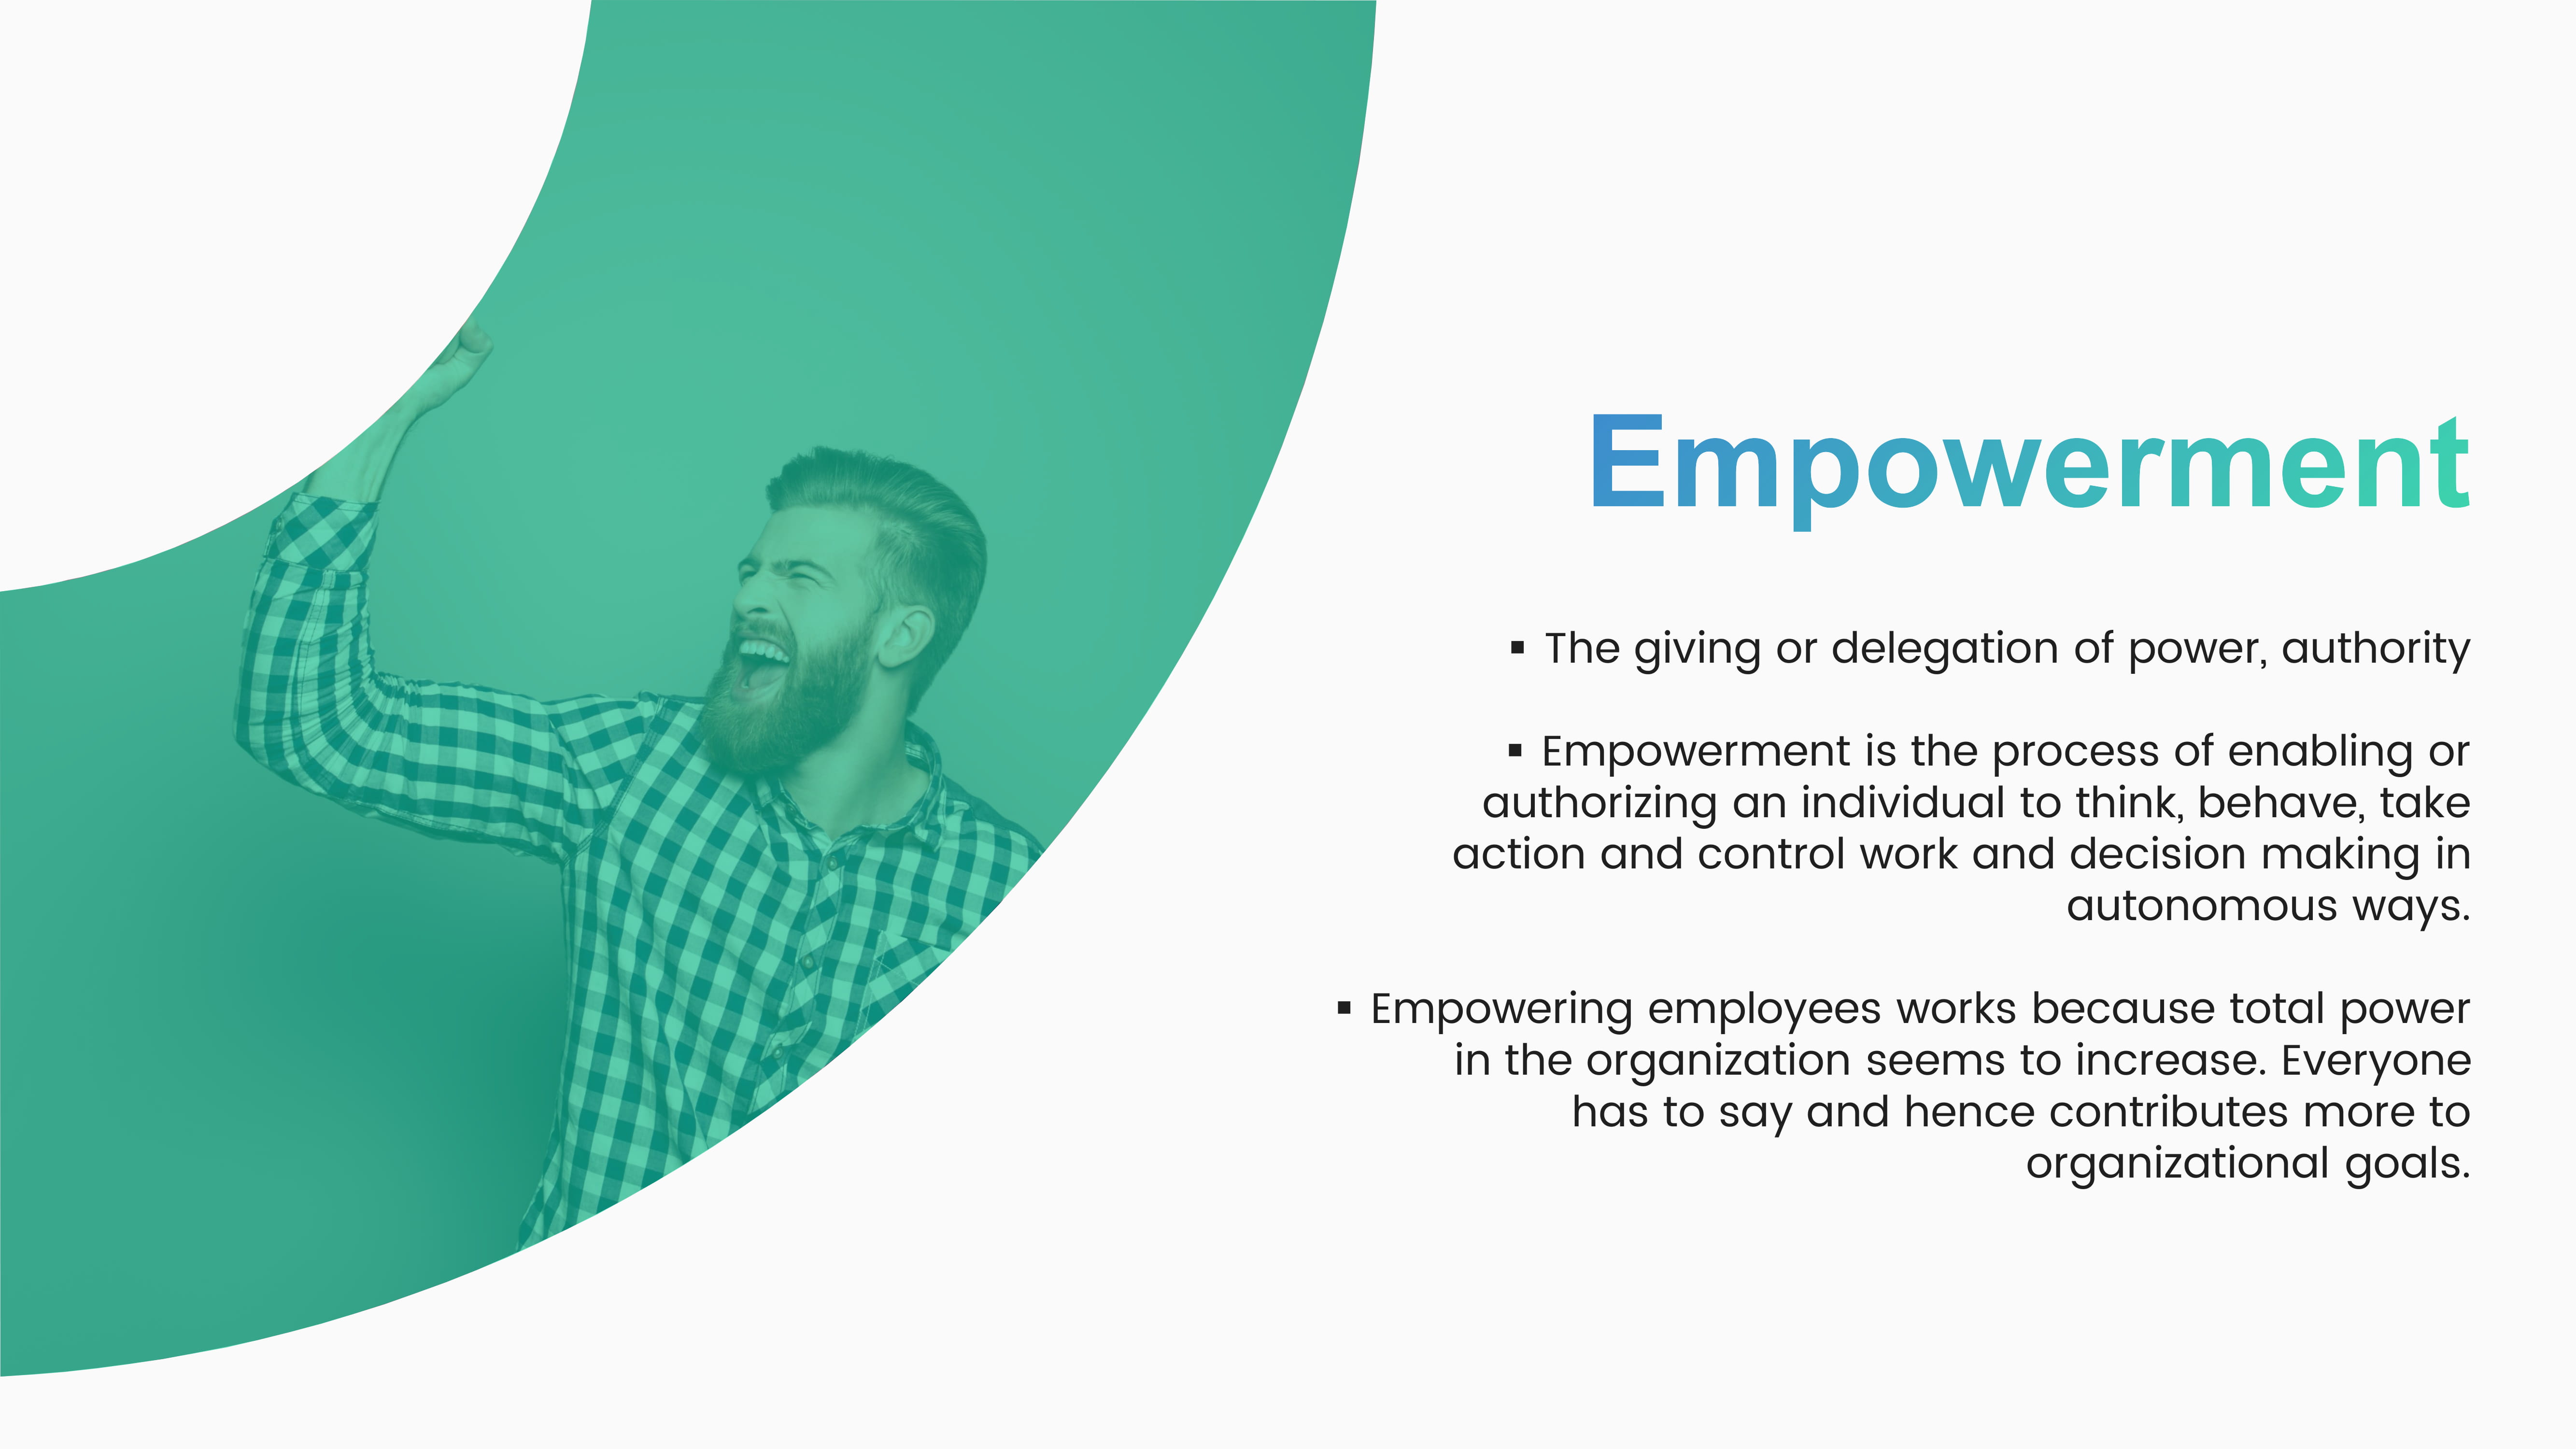 Empowerment
▪ The giving or delegation of power, authority
▪ Empowerment is the process of enabling or
authorizing an individual to think, behave, take
action and control work and decision making in
autonomous ways.
▪ Empowering employees works because total power
in the organization seems to increase. Everyone
has to say and hence contributes more to
organizational goals.